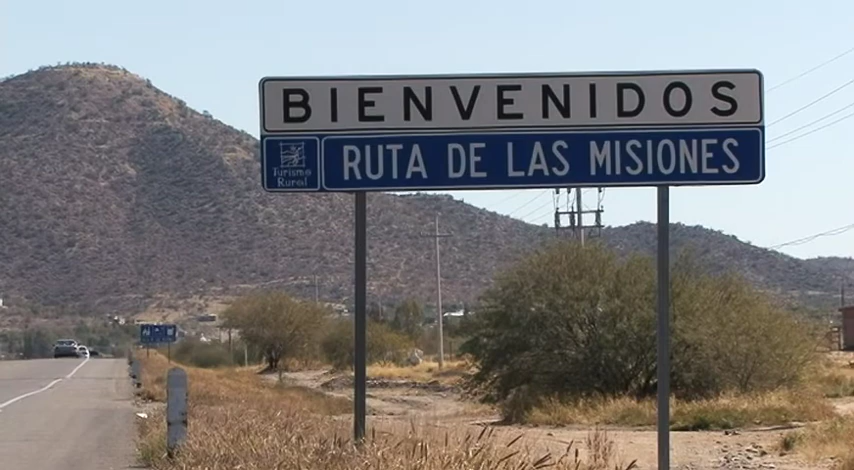 BIENVENIDOS
Turismo
Rural
RUTA DE LAS MISIONES